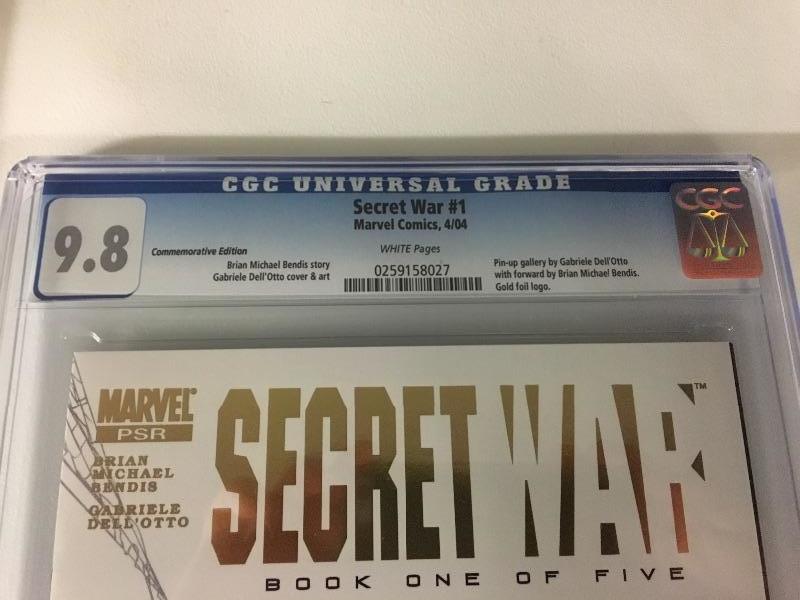 CGC UNIVERSAL GRADE
9.8
Secret War #1
Marvel Comics, 4/04
Commemorative Edition
WHITE Pages
Brian Michael Bendis story
Gabriele Dell'Otto cover & art
0259158027
Pin-up gallery by Gabriele Dell'Otto
with forward by Brian Michael Bendis.
Gold foil logo.
CGC
MARVEL®
PSR
BRIAN
MICHAEL
BENDIS
GABRIELE
DELL'OTTO
SECRET WAR™
BOOK ONE OF FIVE